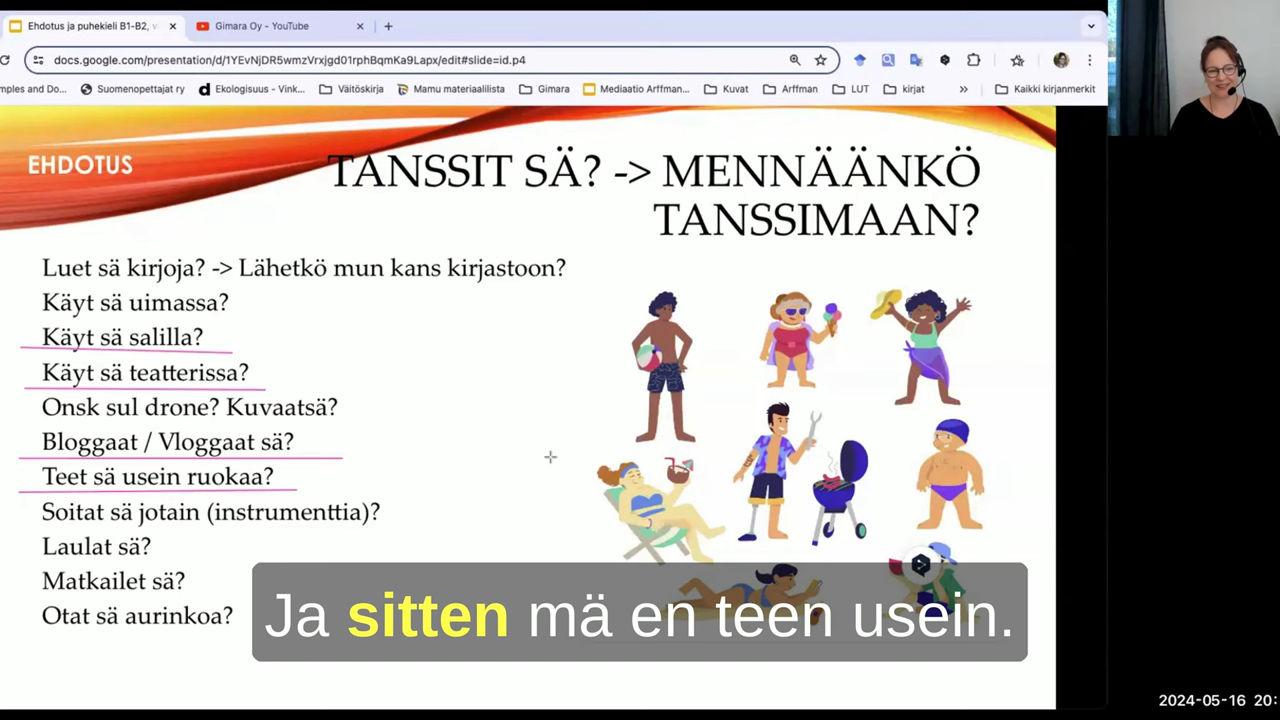 Ehdotus ja puhekieli B1-B2, v
Gimara Oy - YouTube
docs.google.com/presentation/d/1YEvNjDR5wmzVrxjgd01rphBqmKa9Lapx/edit#slide=id.p4
mples and Do...
Suomenopettajat ry
Ekologisuus - Vink...
Väitöskirja
Mamu materiaalilista
Gimara
Mediaatio Arffman...
Kuvat
Arffman
LUT
kirjat
»
Kaikki kirjanmerkit
EHDOTUS
TANSSIT SÄ? -> MENNÄÄNKÖ
TANSSIMAAN?
Luet sä kirjoja? -> Lähetkö mun kans kirjastoon?
Käyt sä uimassa?
Käyt sä salilla?
Käyt sä teatterissa?
Onsk sul drone? Kuvaatsä?
Bloggaat / Vloggaat sä?
Teet sä usein ruokaa?
Soitat sä jotain (instrumenttia)?
Laulat sä?
Matkailet sä?
Otat sä aurinkoa?
Ja sitten mä en teen usein.
2024-05-16 20: